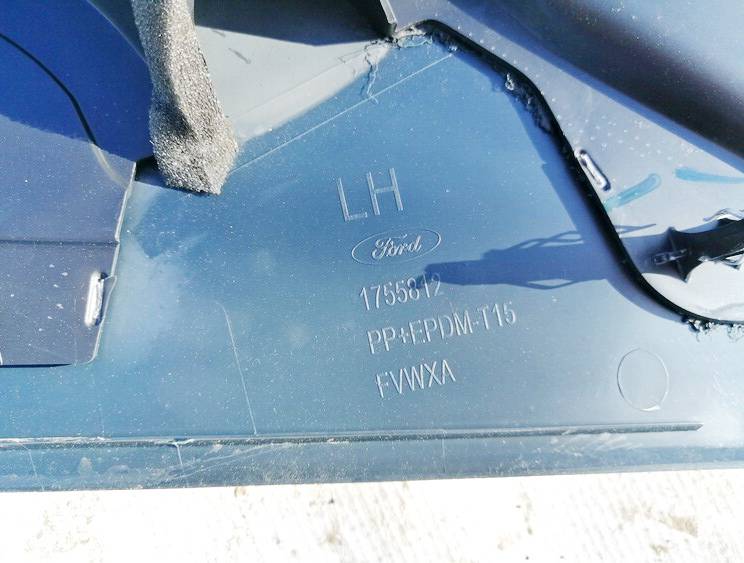 LH
Ford
1755812
PP+EPDM-T15
FVWXA